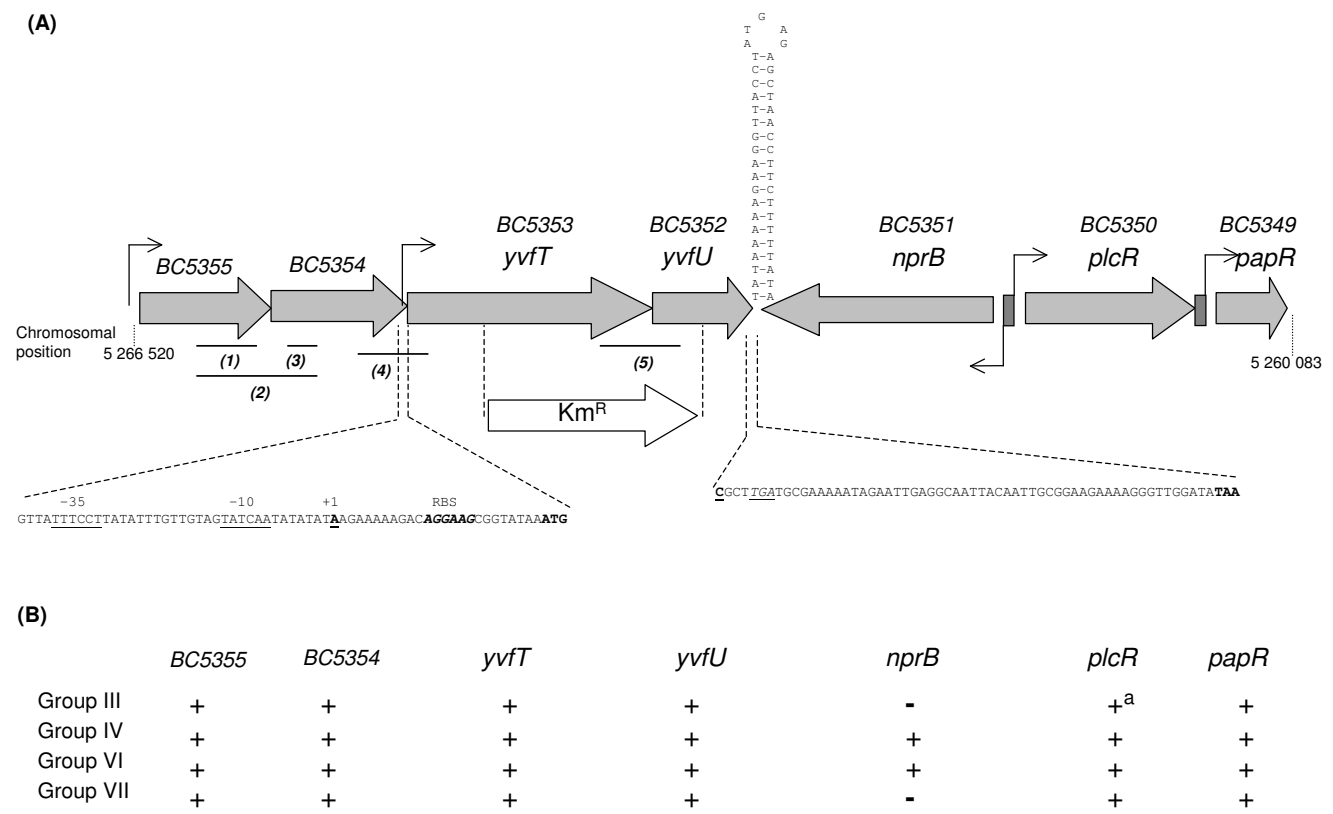 (A)
G
T A
A G
T–A
C–G
C–C
A–T
T–A
G–C
G–C
A–T
A–T
G–C
A–T
A–T
A–T
T–A
BC5355
BC5354
BC5353
yvfT
BC5352
yvfU
BC5351
nprB
BC5350
plcR
BC5349
papR
Chromosomal
position
5 266 520
(1)
(3)
(4)
(2)
(5)
5 260 083
KmR
CGCTTGATGCGAAAAATAGAATTGAGGCAATTACAATTGCGGAAGAAAAGGGTTGGATATAA
−35 −10 +1 RBS
GTTATTTCCTTATATTTGTTGTAGTATCAATATATATAAGAAAAAGACAGGAAGCGGTATAAATG
(B)
BC5355 BC5354 yvfT yvfU nprB plcR papR
Group III + + + + - +a +
Group IV + + + + + + +
Group VI + + + + + + +
Group VII + + + + - + +